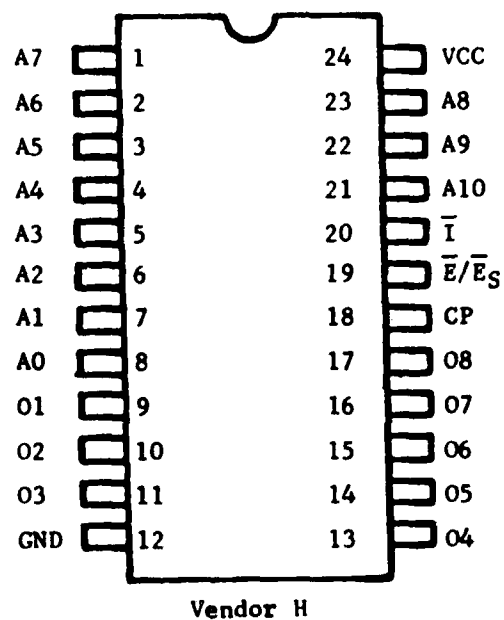 A7 1 24 VCC
A6 2 23 A8
A5 3 22 A9
A4 4 21 A10
A3 5 20 I̅
A2 6 19 E̅/E̅S
A1 7 18 CP
A0 8 17 O8
O1 9 16 O7
O2 10 15 O6
O3 11 14 O5
GND 12 13 O4
Vendor H